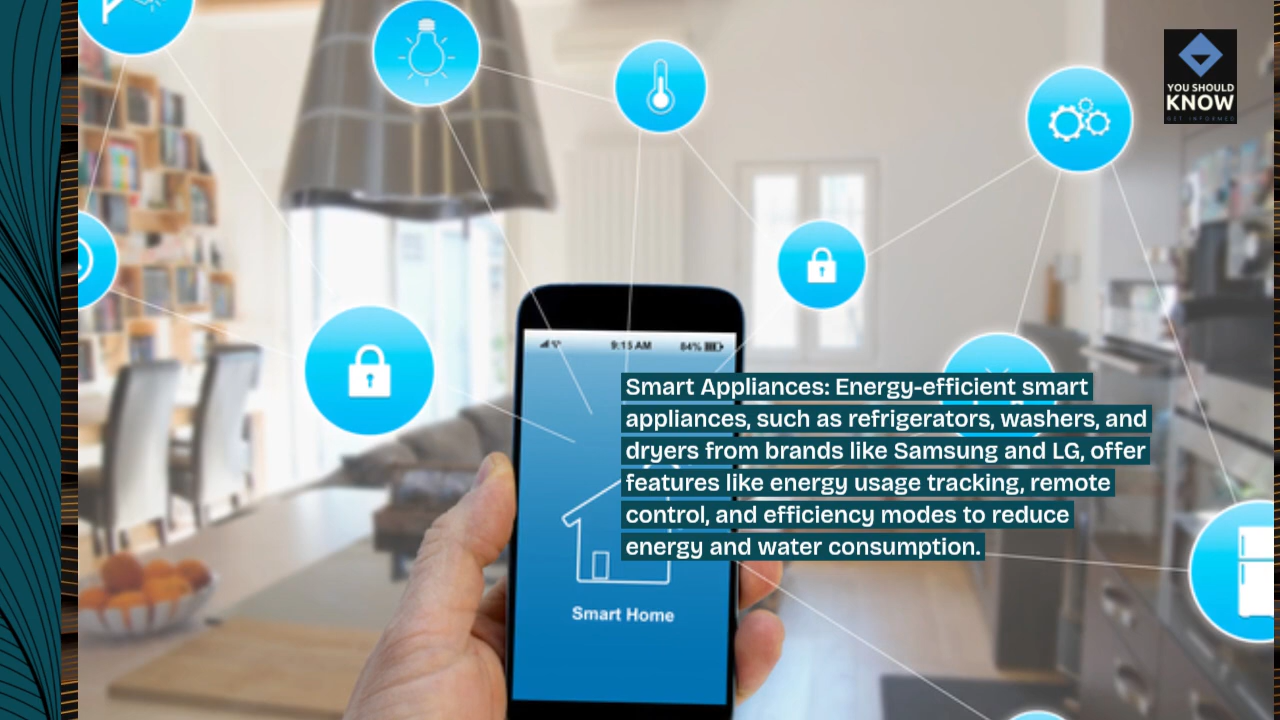 YOU SHOULD
KNOW
GET INFORMED
9:15 AM
84%
Smart Appliances: Energy-efficient smart
appliances, such as refrigerators, washers, and
dryers from brands like Samsung and LG, offer
features like energy usage tracking, remote
control, and efficiency modes to reduce
energy and water consumption.
Smart Home